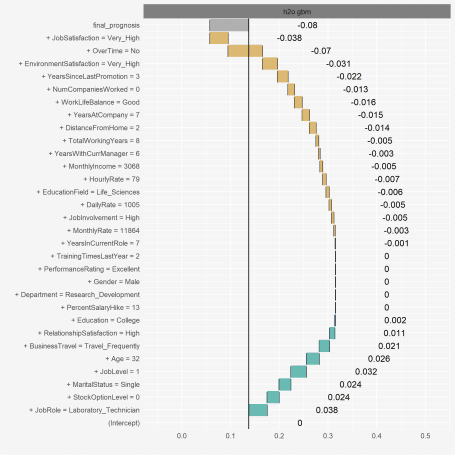 h2o gbm
final_prognosis -0.08
+ JobSatisfaction = Very_High -0.038
+ OverTime = No -0.07
+ EnvironmentSatisfaction = Very_High -0.031
+ YearsSinceLastPromotion = 3 -0.022
+ NumCompaniesWorked = 0 -0.013
+ WorkLifeBalance = Good -0.016
+ YearsAtCompany = 7 -0.015
+ DistanceFromHome = 2 -0.014
+ TotalWorkingYears = 8 -0.005
+ YearsWithCurrManager = 6 -0.003
+ MonthlyIncome = 3068 -0.005
+ HourlyRate = 79 -0.007
+ EducationField = Life_Sciences -0.006
+ DailyRate = 1005 -0.005
+ JobInvolvement = High -0.005
+ MonthlyRate = 11864 -0.003
+ YearsInCurrentRole = 7 -0.001
+ TrainingTimesLastYear = 2 0
+ PerformanceRating = Excellent 0
+ Gender = Male 0
+ Department = Research_Development 0
+ PercentSalaryHike = 13 0
+ Education = College 0.002
+ RelationshipSatisfaction = High 0.011
+ BusinessTravel = Travel_Frequently 0.021
+ Age = 32 0.026
+ JobLevel = 1 0.032
+ MaritalStatus = Single 0.024
+ StockOptionLevel = 0 0.024
+ JobRole = Laboratory_Technician 0.038
(Intercept) 0
0.0 0.1 0.2 0.3 0.4 0.5